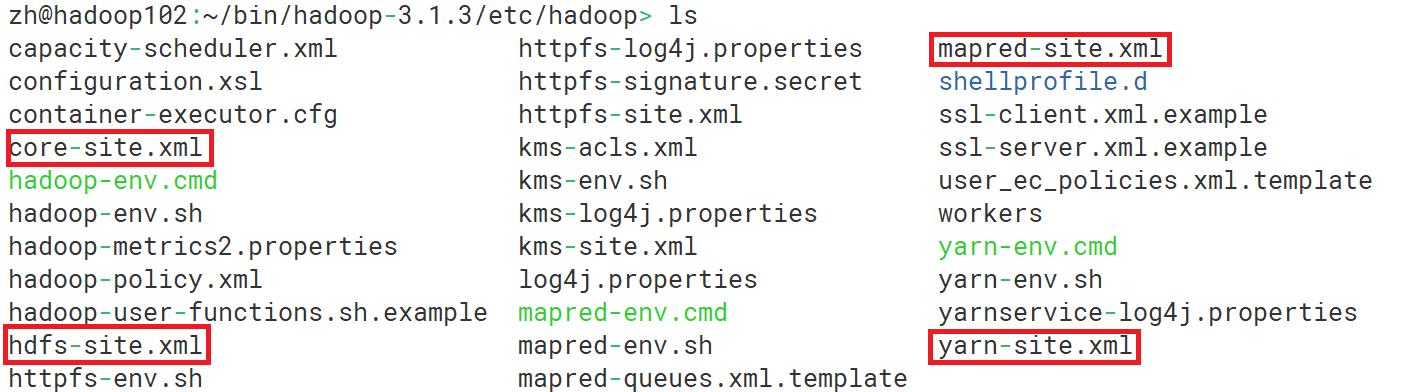 zh@hadoop102:~/bin/hadoop-3.1.3/etc/hadoop> ls
capacity-scheduler.xml httpfs-log4j.properties mapred-site.xml
configuration.xsl httpfs-signature.secret shellprofile.d
container-executor.cfg httpfs-site.xml ssl-client.xml.example
core-site.xml kms-acls.xml ssl-server.xml.example
hadoop-env.cmd kms-env.sh user_ec_policies.xml.template
hadoop-env.sh kms-log4j.properties workers
hadoop-metrics2.properties kms-site.xml yarn-env.cmd
hadoop-policy.xml log4j.properties yarn-env.sh
hadoop-user-functions.sh.example mapred-env.cmd yarnservice-log4j.properties
hdfs-site.xml mapred-env.sh yarn-site.xml
httpfs-env.sh mapred-queues.xml.template